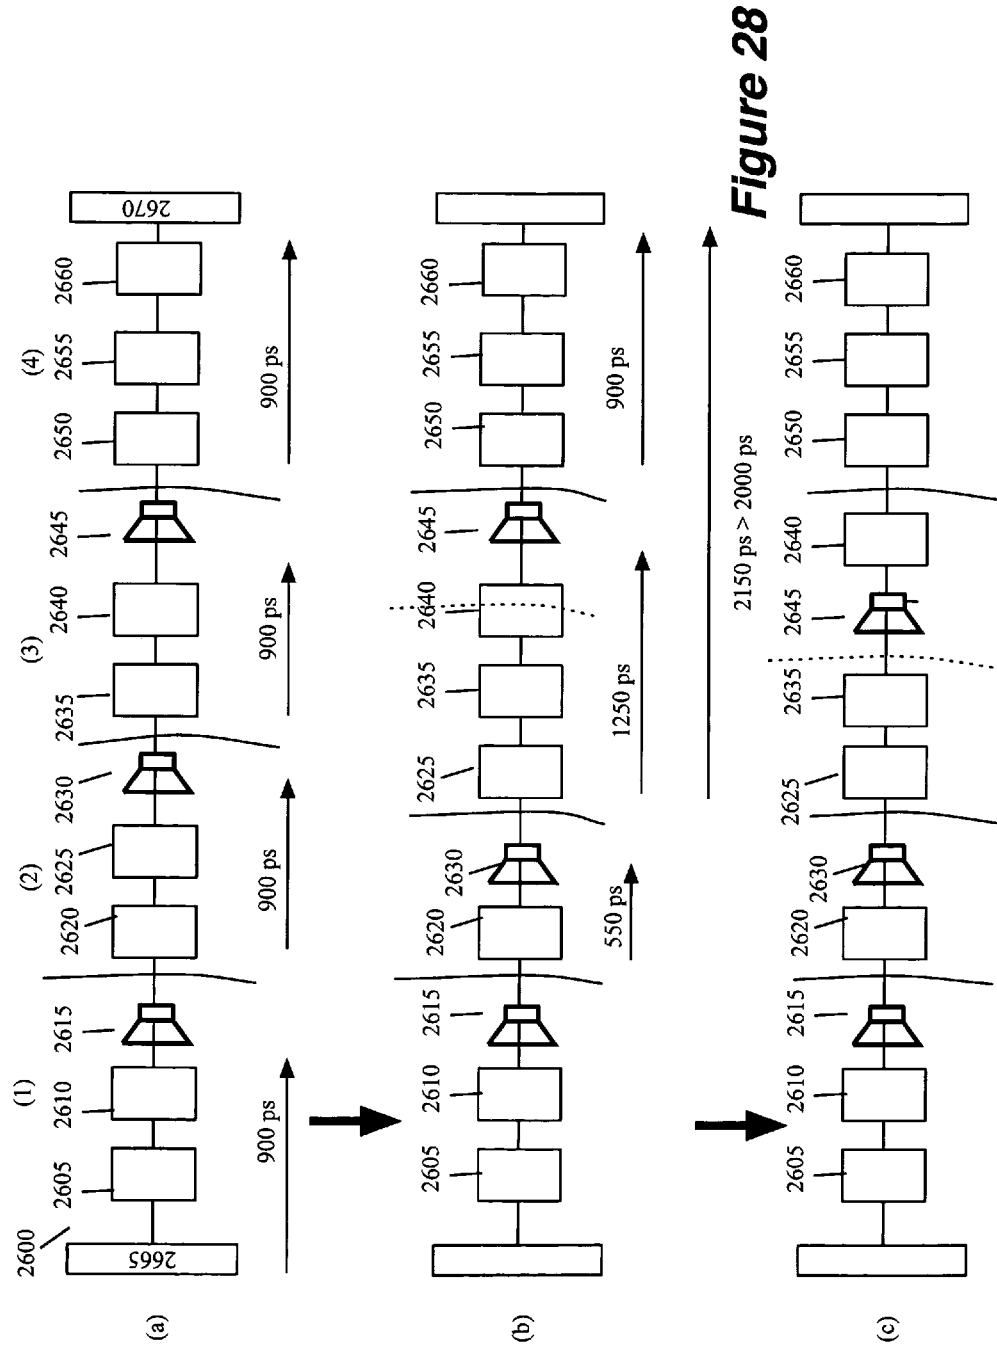 2600 (1) (2) (3) (4)
2605 2610 2615 2620 2625 2630 2635 2640 2645 2650 2655 2660
(a) 2665 2670
900 ps 900 ps 900 ps 900 ps
2605 2610 2615 2620 2630 2625 2635 2640 2645 2650 2655 2660
(b)
550 ps 1250 ps 900 ps
2150 ps > 2000 ps
Figure 28
2605 2610 2615 2620 2630 2625 2635 2645 2640 2650 2655 2660
(c)